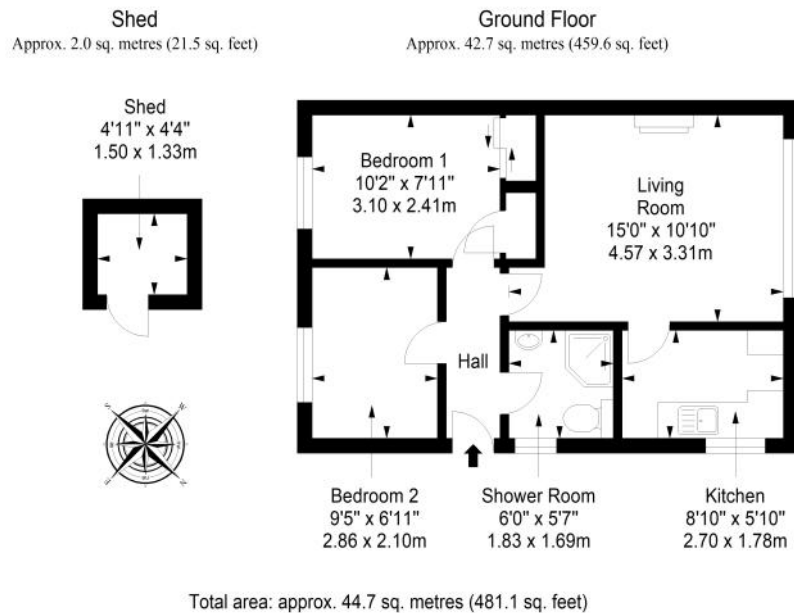 Shed
Approx. 2.0 sq. metres (21.5 sq. feet)
Ground Floor
Approx. 42.7 sq. metres (459.6 sq. feet)
Shed
4'11" x 4'4"
1.50 x 1.33m
Bedroom 1
10'2" x 7'11"
3.10 x 2.41m
Living
Room
15'0" x 10'10"
4.57 x 3.31m
Hall
S
W
E
N
Bedroom 2
9'5" x 6'11"
2.86 x 2.10m
Shower Room
6'0" x 5'7"
1.83 x 1.69m
Kitchen
8'10" x 5'10"
2.70 x 1.78m
Total area: approx. 44.7 sq. metres (481.1 sq. feet)